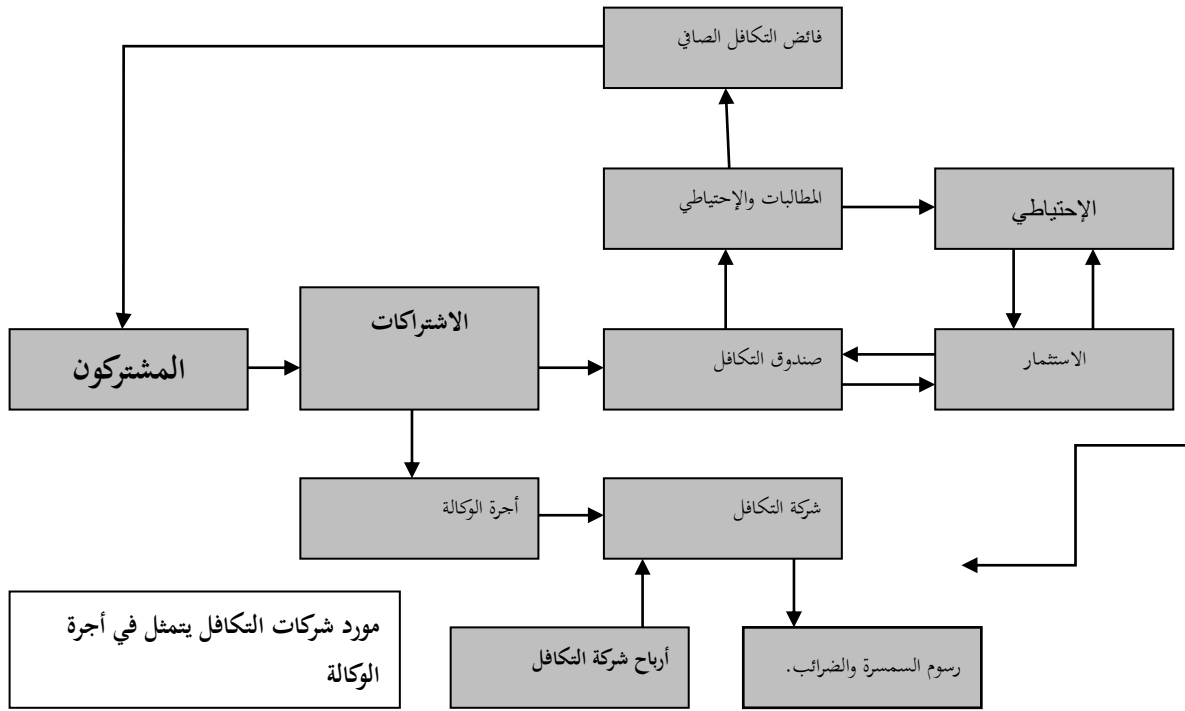 فائض التكافل الصافي
المطالبات والإحتياطي
الإحتياطي
المشتركون
الاشتراكات
صندوق التكافل
الاستثمار
أجرة الوكالة
شركة التكافل
مورد شركات التكافل يتمثل في أجرة
الوكالة
أرباح شركة التكافل
رسوم السمسرة والضرائب.